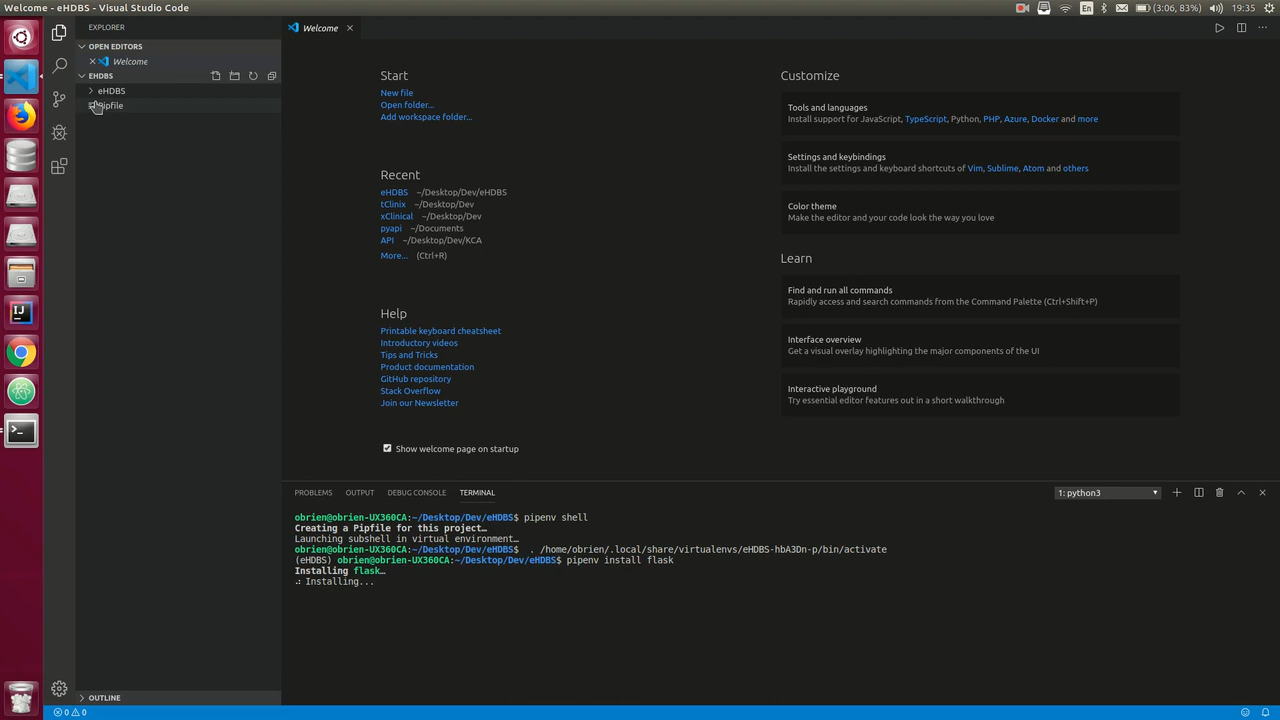 Welcome - eHDBS - Visual Studio Code
En
(3:06, 83%)
19:35
EXPLORER
OPEN EDITORS
Welcome
EHDBS
eHDBS
Pipfile
OUTLINE
Welcome
Start
New file
Open folder...
Add workspace folder...
Recent
eHDBS ~/Desktop/Dev/eHDBS
tClinix ~/Desktop/Dev
xClinical ~/Desktop/Dev
pyapi ~/Documents
API ~/Desktop/Dev/KCA
More... (Ctrl+R)
Help
Printable keyboard cheatsheet
Introductory videos
Tips and Tricks
Product documentation
GitHub repository
Stack Overflow
Join our Newsletter
Show welcome page on startup
Customize
Tools and languages
Install support for JavaScript, TypeScript, Python, PHP, Azure, Docker and more
Settings and keybindings
Install the settings and keyboard shortcuts of Vim, Sublime, Atom and others
Color theme
Make the editor and your code look the way you love
Learn
Find and run all commands
Rapidly access and search commands from the Command Palette (Ctrl+Shift+P)
Interface overview
Get a visual overlay highlighting the major components of the UI
Interactive playground
Try essential editor features out in a short walkthrough
PROBLEMS OUTPUT DEBUG CONSOLE TERMINAL
1: python3
obrien@obrien-UX360CA:~/Desktop/Dev/eHDBS$ pipenv shell
Creating a Pipfile for this project…
Launching subshell in virtual environment…
obrien@obrien-UX360CA:~/Desktop/Dev/eHDBS$  . /home/obrien/.local/share/virtualenvs/eHDBS-hbA3Dn-p/bin/activate
(eHDBS) obrien@obrien-UX360CA:~/Desktop/Dev/eHDBS$ pipenv install flask
Installing flask…
Installing...
0 0